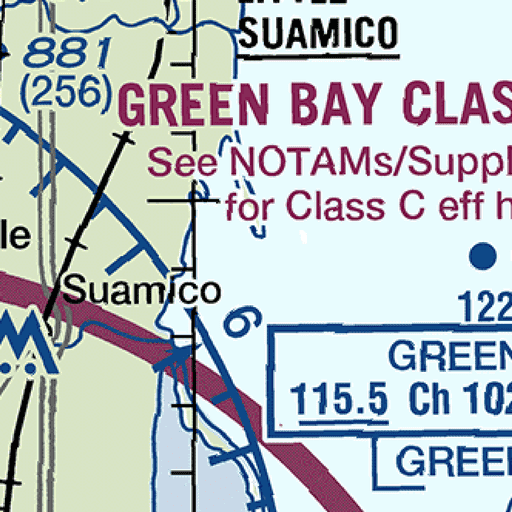 SUAMICO
881
(256)
GREEN BAY CLAS
See NOTAMs/Suppl
for Class C eff h
le
Suamico
122
6
GREEN
115.5 Ch 102
GREE